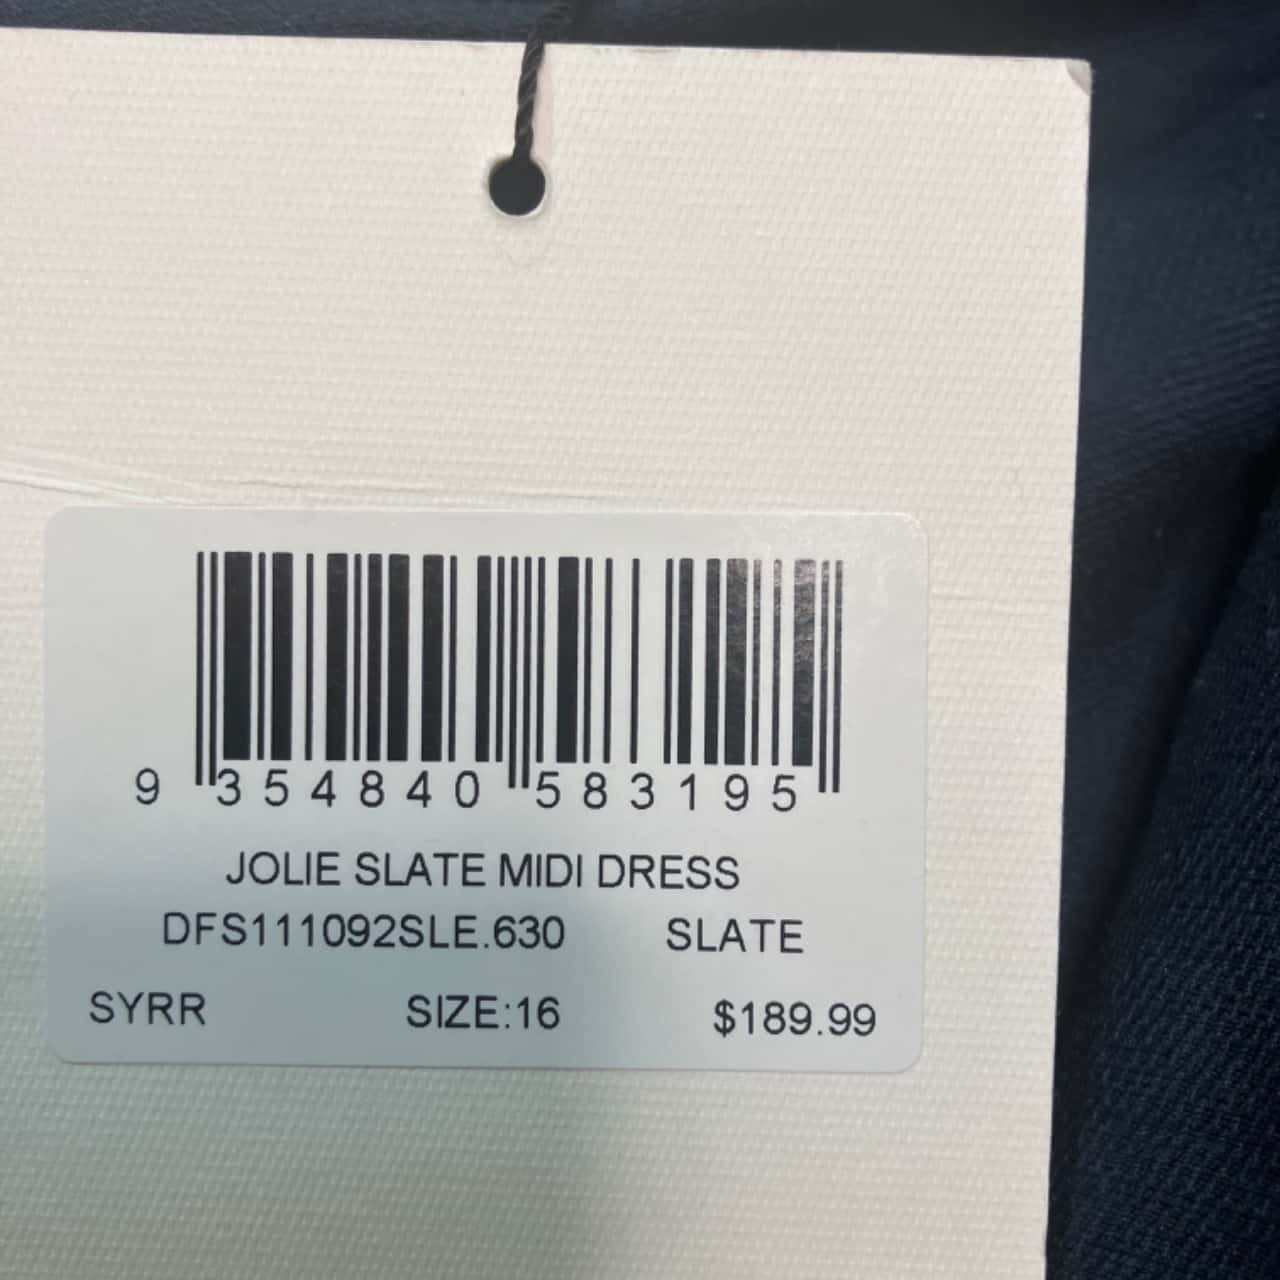 9 354840 583195
JOLIE SLATE MIDI DRESS
DFS111092SLE.630 SLATE
SYRR SIZE:16 $189.99